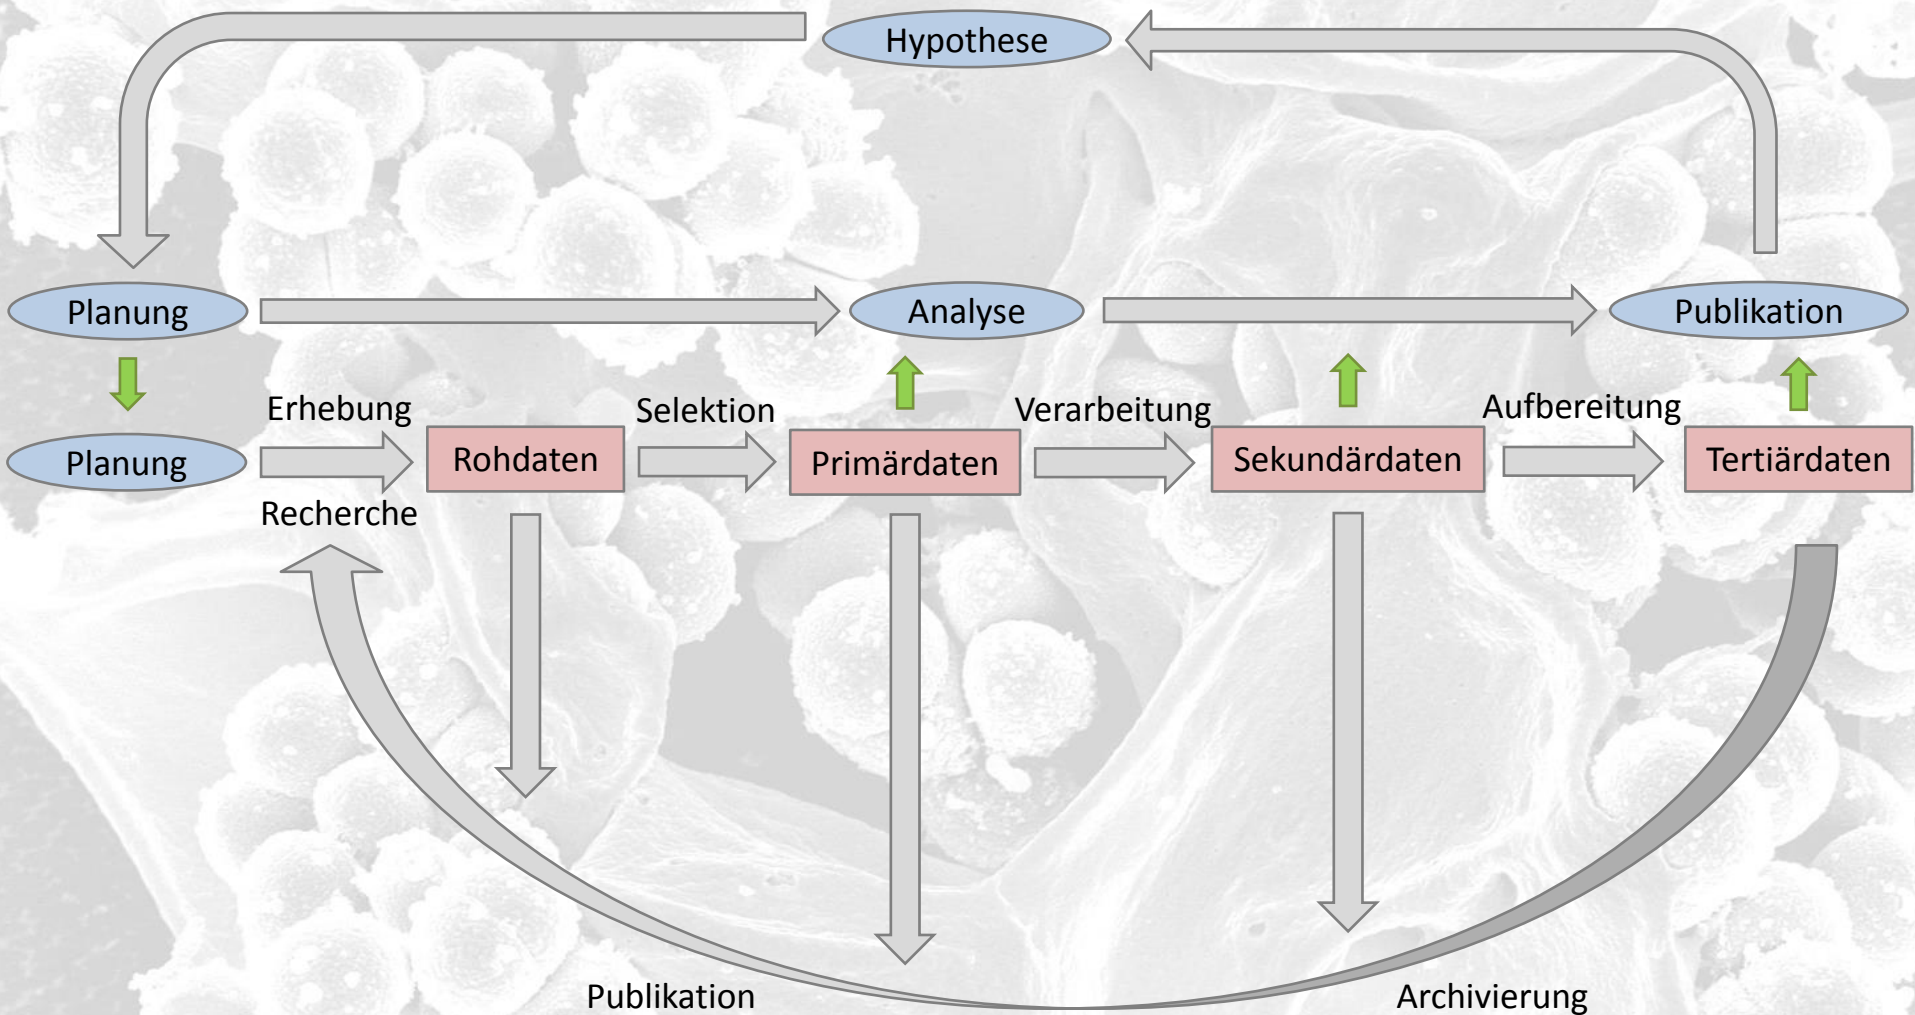 Hypothese
Planung
Analyse
Publikation
Erhebung
Selektion
Verarbeitung
Aufbereitung
Planung
Rohdaten
Primärdaten
Sekundärdaten
Tertiärdaten
Recherche
Publikation
Archivierung